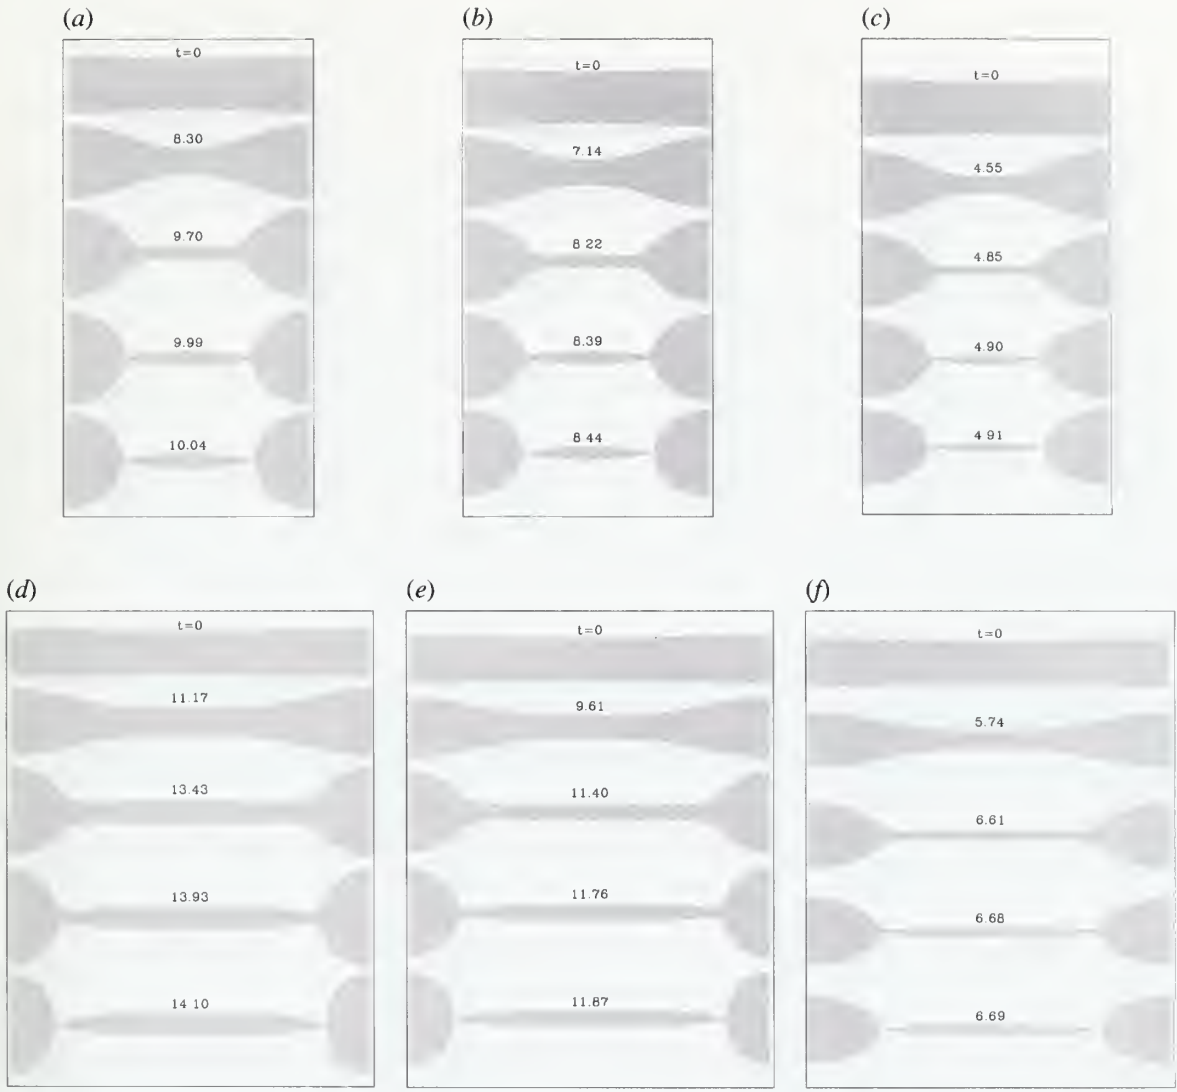 (a)
t=0
8.30
9.70
9.99
10.04
(b)
t=0
7.14
8 22
8.39
8 44
(c)
t=0
4.55
4.85
4.90
4 91
(d)
t=0
11.17
13.43
13.93
14 10
(e)
t=0
9.61
11.40
11.76
11.87
(f)
t=0
5.74
6.61
6.68
6.69